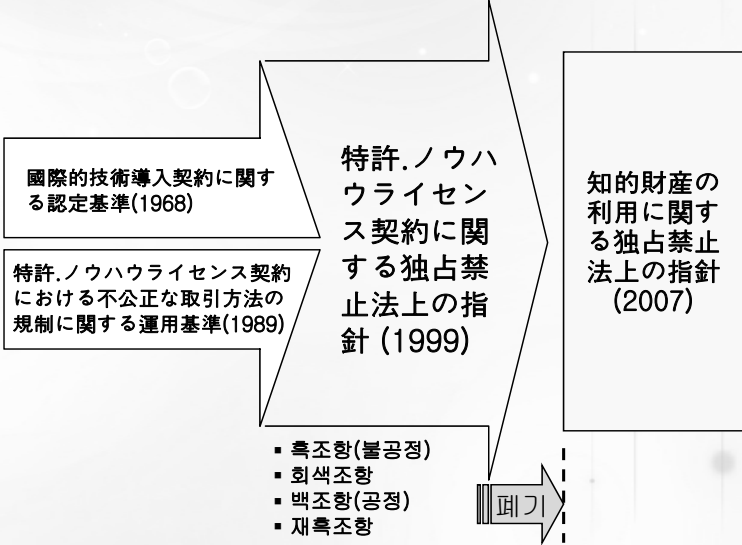 國際的技術導入契約に関す
る認定基準(1968)
特許.ノウハウライセンス契約
における不公正な取引方法の
規制に関する運用基準(1989)
特許.ノウハ
ウライセン
ス契約に関
する独占禁
止法上の指
針 (1999)
知的財産の
利用に関す
る独占禁止
法上の指針
(2007)
▪ 흑조항(불공정)
▪ 회색조항
▪ 백조항(공정)
▪ 재흑조항
폐기